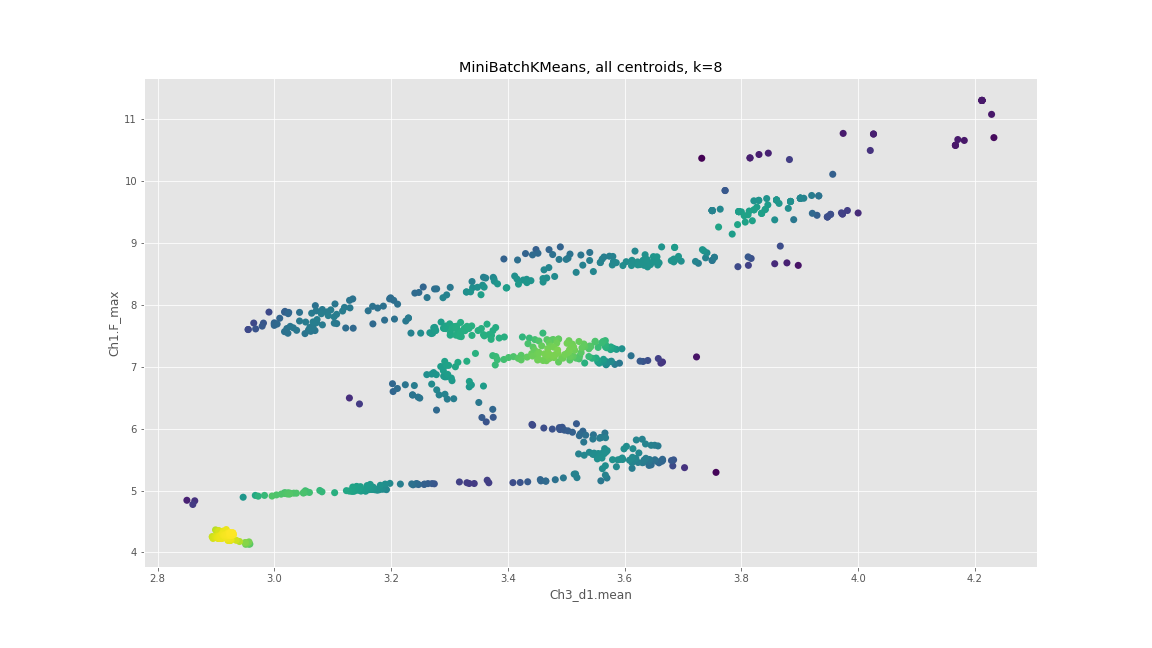 MiniBatchKMeans, all centroids, k=8
11
10
9
8
7
6
5
4
Ch1.F_max
2.8 3.0 3.2 3.4 3.6 3.8 4.0 4.2
Ch3_d1.mean